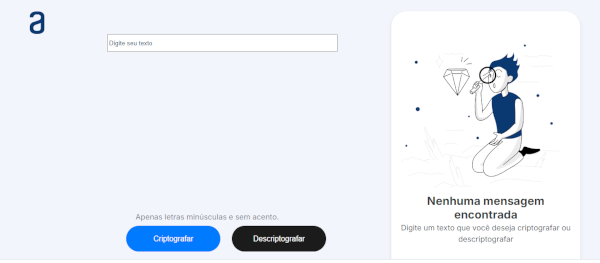 a
Digite seu texto
Apenas letras minúsculas e sem acento.
Criptografar
Descriptografar
Nenhuma mensagem
encontrada
Digite um texto que você deseja criptografar ou
descriptografar